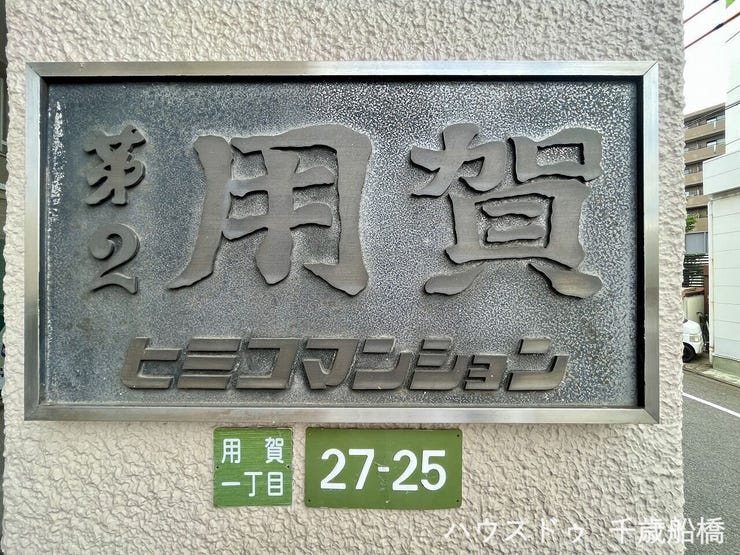 第2
用賀
ヒミコマンション
用賀
一丁目
27-25
ハウスドゥ 千歳船橋